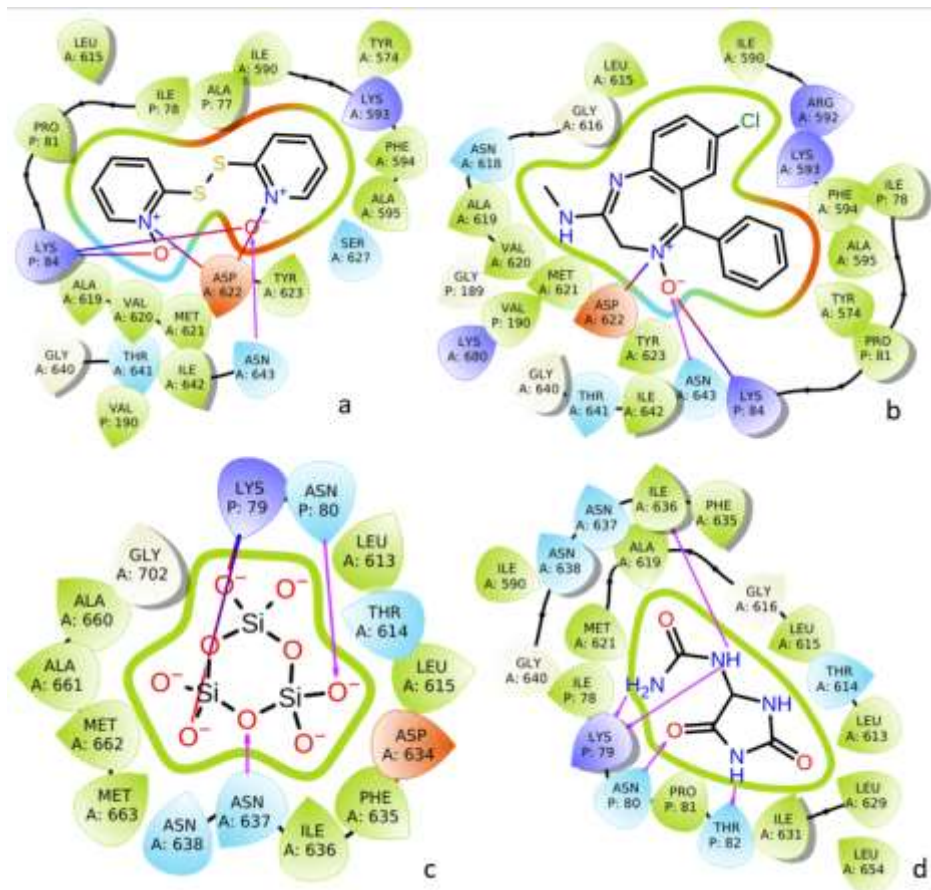 LEU
A: 615
ILE
P: 78
ALA
P: 77
ILE
A: 590
TYR
A: 574
LYS
A: 593
PRO
P: 81
PHE
A: 594
ALA
A: 595
SER
A: 627
LYS
P: 84
ASP
A: 622
TYR
A: 623
ALA
A: 619
VAL
A: 620
MET
A: 621
GLY
A: 640
THR
A: 641
ILE
A: 642
ASN
A: 643
VAL
P: 190
S
S
N+
N+
O-
O-
a
ILE
A: 590
LEU
A: 615
GLY
A: 616
ARG
A: 592
ASN
A: 618
LYS
A: 593
PHE
A: 594
ILE
P: 78
ALA
A: 619
ALA
A: 595
VAL
A: 620
GLY
P: 189
MET
A: 621
VAL
P: 190
ASP
A: 622
TYR
A: 574
PRO
P: 81
LYS
A: 680
TYR
A: 623
GLY
A: 640
THR
A: 641
ILE
A: 642
ASN
A: 643
LYS
P: 84
Cl
N
N
H
N+
O-
b
LYS
P: 79
ASN
P: 80
GLY
A: 702
LEU
A: 613
ALA
A: 660
THR
A: 614
ALA
A: 661
LEU
A: 615
MET
A: 662
ASP
A: 634
MET
A: 663
PHE
A: 635
ASN
A: 638
ASN
A: 637
ILE
A: 636
O-
O-
Si
O
O
O-
Si
Si
O-
O-
O
O-
c
ILE
A: 636
PHE
A: 635
ASN
A: 637
ASN
A: 638
ALA
A: 619
ILE
A: 590
GLY
A: 616
MET
A: 621
LEU
A: 615
GLY
A: 640
THR
A: 614
ILE
P: 78
LEU
A: 613
LYS
P: 79
ASN
P: 80
PRO
P: 81
THR
P: 82
ILE
A: 631
LEU
A: 629
LEU
A: 654
O
NH
H2N
NH
O
N
H
O
d